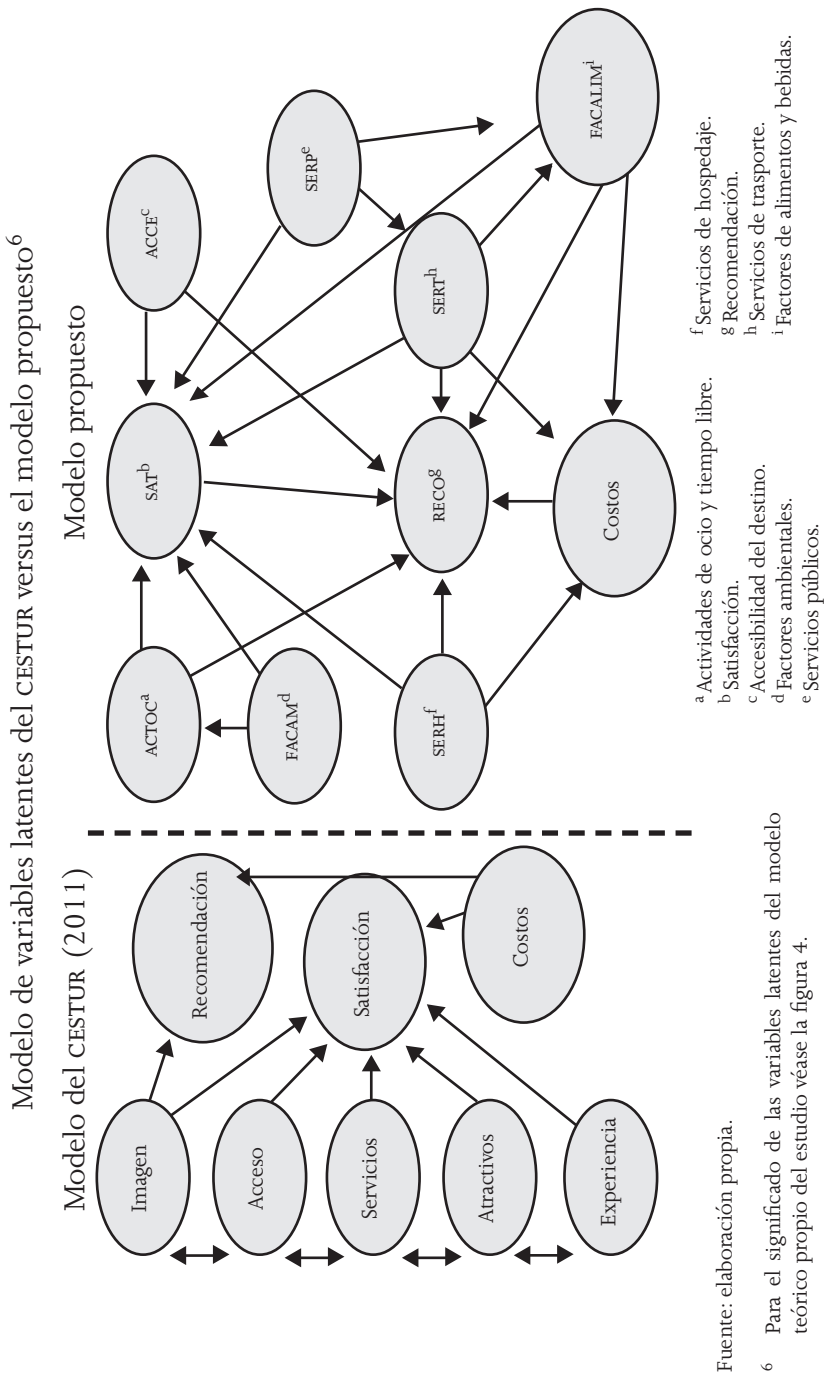 Modelo de variables latentes del CESTUR versus el modelo propuesto⁶
Modelo del CESTUR (2011)
Imagen
Acceso
Servicios
Atractivos
Experiencia
Recomendación
Satisfacción
Costos
Modelo propuesto
ACTOCᵃ
FACAMᵈ
SERHᶠ
SATᵇ
RECOᵍ
Costos
ACCEᶜ
SERPᵉ
SERTʰ
FACALIMⁱ
ᵃ Actividades de ocio y tiempo libre.
ᵇ Satisfacción.
ᶜ Accesibilidad del destino.
ᵈ Factores ambientales.
ᵉ Servicios públicos.
ᶠ Servicios de hospedaje.
ᵍ Recomendación.
ʰ Servicios de trasporte.
ⁱ Factores de alimentos y bebidas.
Fuente: elaboración propia.
⁶ Para el significado de las variables latentes del modelo
teórico propio del estudio véase la figura 4.